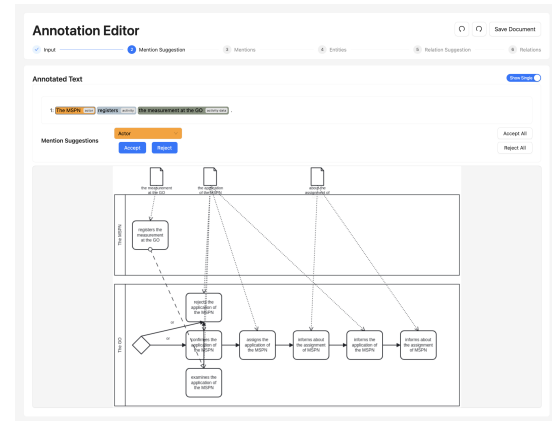 Annotation Editor
Save Document
Input
2 Mention Suggestion
3 Mentions
4 Entities
5 Relation Suggestion
6 Relations
Annotated Text
Show Single
1: The MSPN actor registers activity the measurement at the GO activity data .
Mention Suggestions
Actor
Accept
Reject
Accept All
Reject All
the measurement
at the GO
the application
of the MSPN
about the
assignment of
The MSPN
registers the
measurement
at the GO
The GO
rejects the
application of
the MSPN
or
or
confirmes the
application of
the MSPN
assigns the
application of
the MSPN
informs about
the assignment
of MSPN
informs the
application of
the MSPN
informs about
the assignment
of MSPN
examines the
application of
the MSPN